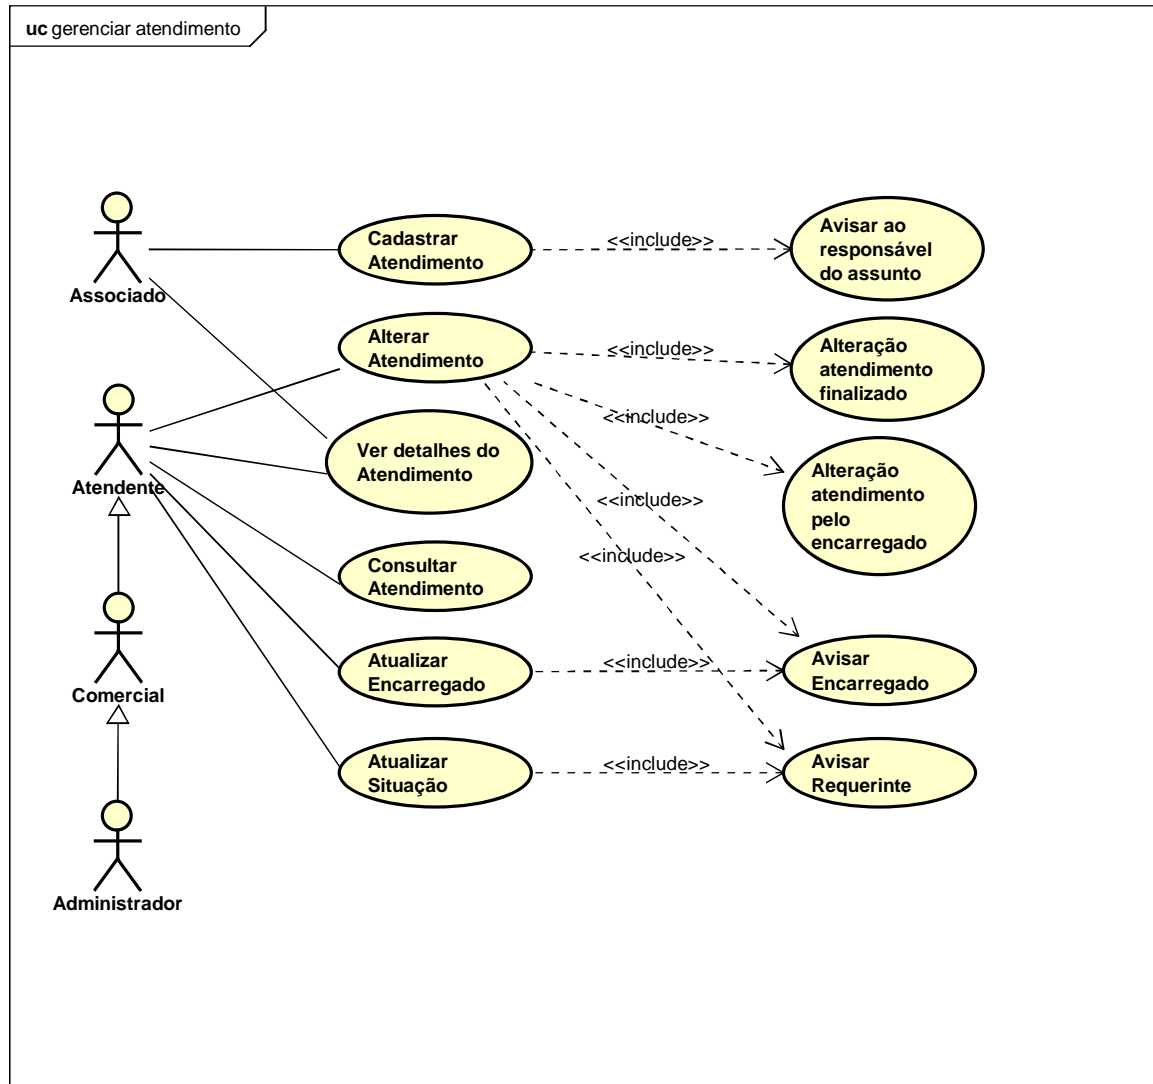 uc gerenciar atendimento
Associado
Cadastrar
Atendimento
<<include>>
Avisar ao
responsável
do assunto
Alterar
Atendimento
<<include>>
Alteração
atendimento
finalizado
<<include>>
Alteração
atendimento
pelo
encarregado
Atendente
Ver detalhes do
Atendimento
<<include>>
<<include>>
Consultar
Atendimento
Comercial
Atualizar
Encarregado
<<include>>
Avisar
Encarregado
Atualizar
Situação
<<include>>
Avisar
Requerinte
Administrador